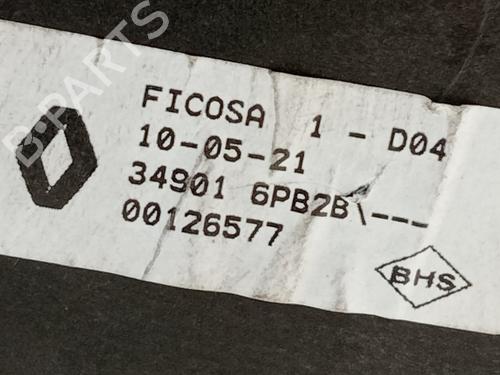 FICOSA 1 - D04
10-05-21
34901 6PB2B\---
00126577
BHS
B-PARTS